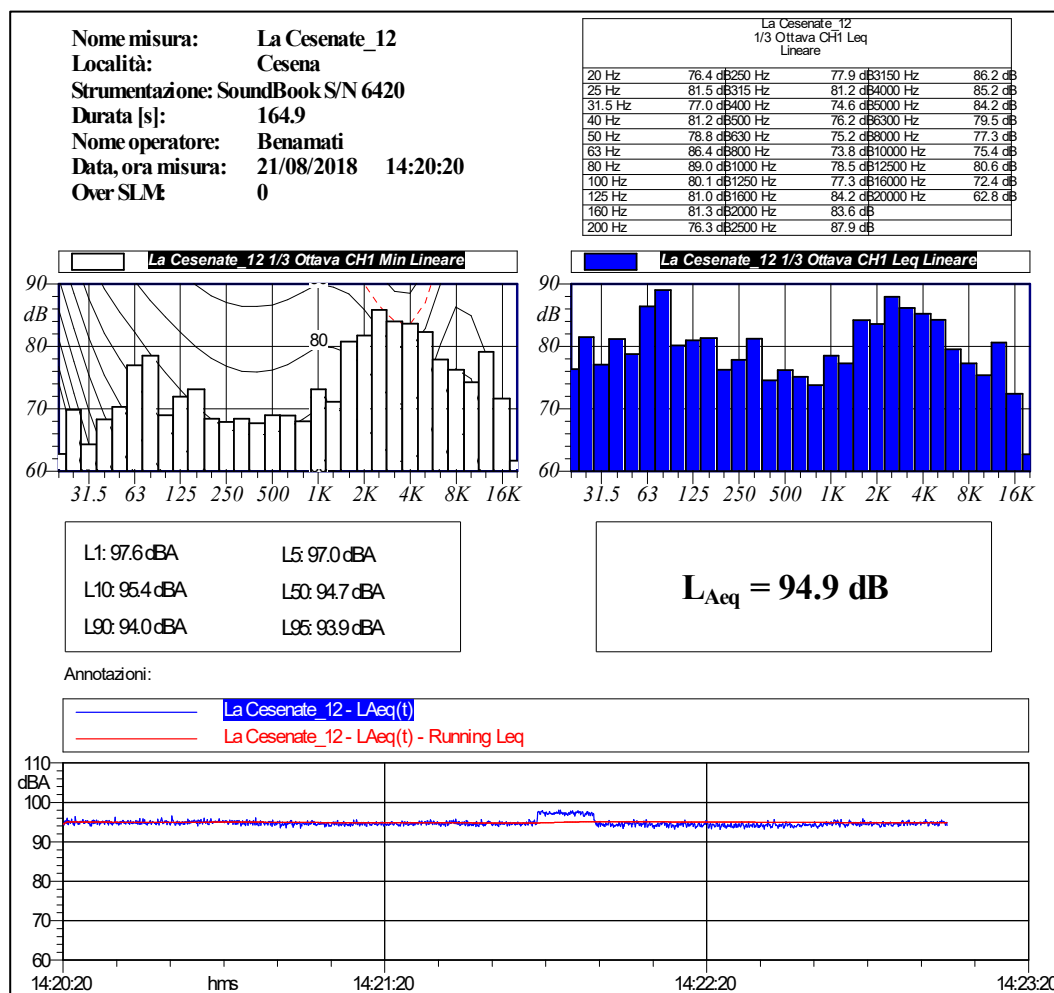 Nome misura: La Cesenate_12
Località: Cesena
Strumentazione: SoundBook S/N 6420
Durata [s]: 164.9
Nome operatore: Benamati
Data, ora misura: 21/08/2018 14:20:20
Over SLM: 0
La Cesenate_12
1/3 Ottava CH1 Leq
Lineare
20 Hz 76.4 dB 250 Hz 77.9 dB 3150 Hz 86.2 dB
25 Hz 81.5 dB 315 Hz 81.2 dB 4000 Hz 85.2 dB
31.5 Hz 77.0 dB 400 Hz 74.6 dB 5000 Hz 84.2 dB
40 Hz 81.2 dB 500 Hz 76.2 dB 6300 Hz 79.5 dB
50 Hz 78.8 dB 630 Hz 75.2 dB 8000 Hz 77.3 dB
63 Hz 86.4 dB 800 Hz 73.8 dB 10000 Hz 75.4 dB
80 Hz 89.0 dB 1000 Hz 78.5 dB 12500 Hz 80.6 dB
100 Hz 80.1 dB 1250 Hz 77.3 dB 16000 Hz 72.4 dB
125 Hz 81.0 dB 1600 Hz 84.2 dB 20000 Hz 62.8 dB
160 Hz 81.3 dB 2000 Hz 83.6 dB
200 Hz 76.3 dB 2500 Hz 87.9 dB
La Cesenate_12 1/3 Ottava CH1 Min Lineare
90
dB
80
80
70
60
31.5 63 125 250 500 1K 2K 4K 8K 16K
La Cesenate_12 1/3 Ottava CH1 Leq Lineare
90
dB
80
70
60
31.5 63 125 250 500 1K 2K 4K 8K 16K
L1: 97.6 dBA L5: 97.0 dBA
L10: 95.4 dBA L50: 94.7 dBA
L90: 94.0 dBA L95: 93.9 dBA
LAeq = 94.9 dB
Annotazioni:
La Cesenate_12 - LAeq(t)
La Cesenate_12 - LAeq(t) - Running Leq
110
dBA
100
90
80
70
60
14:20:20 hms 14:21:20 14:22:20 14:23:20